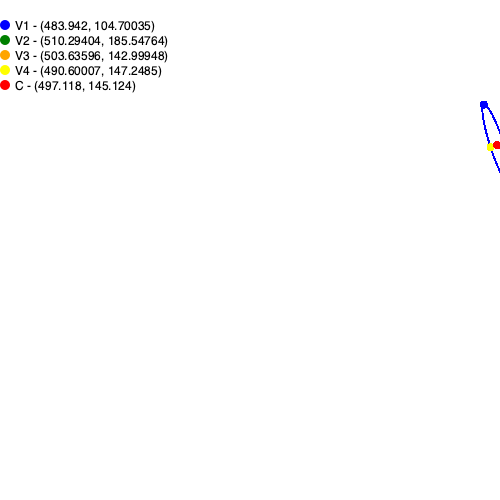 V1 - (483.942, 104.70035)
V2 - (510.29404, 185.54764)
V3 - (503.63596, 142.99948)
V4 - (490.60007, 147.2485)
C - (497.118, 145.124)